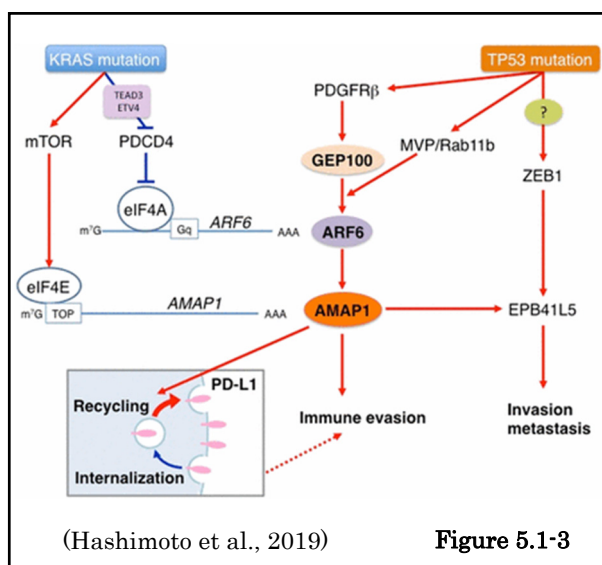 KRAS mutation
TP53 mutation
TEAD3
ETV4
PDGFRβ
?
mTOR
PDCD4
MVP/Rab11b
GEP100
ZEB1
eIF4A
m⁷G
Gq
ARF6
AAA
ARF6
eIF4E
m⁷G
TOP
AMAP1
AAA
AMAP1
EPB41L5
PD-L1
Recycling
Internalization
Immune evasion
Invasion
metastasis
(Hashimoto et al., 2019)
Figure 5.1-3